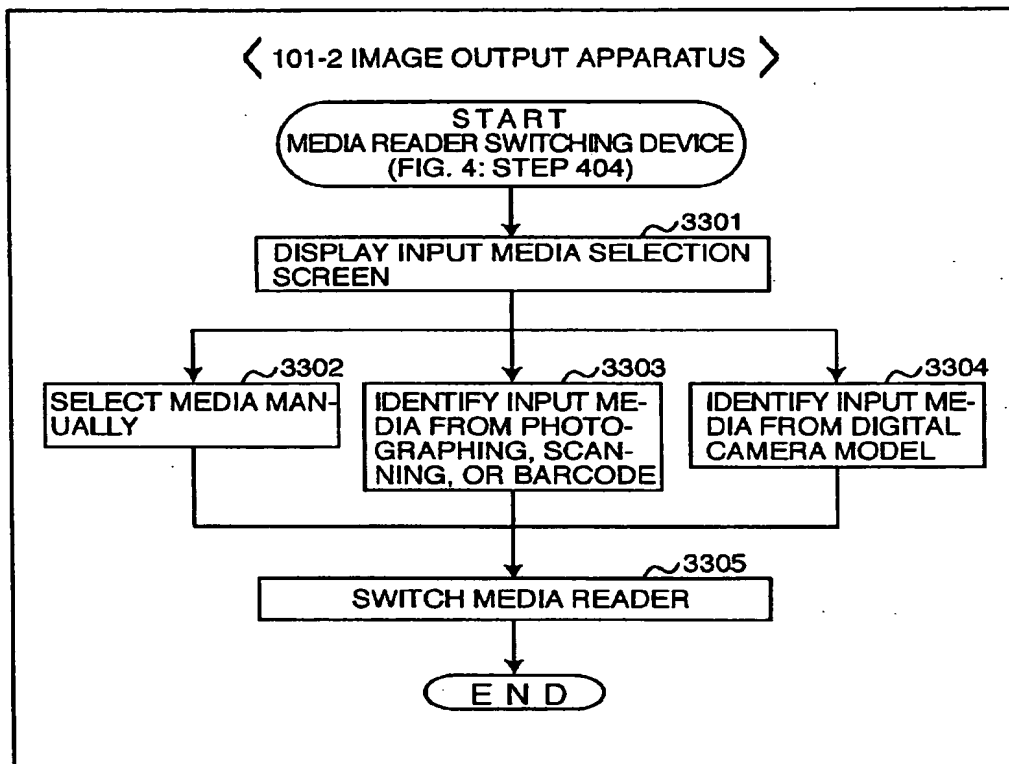 〈 101-2 IMAGE OUTPUT APPARATUS 〉
START
MEDIA READER SWITCHING DEVICE
(FIG. 4: STEP 404)
3301
DISPLAY INPUT MEDIA SELECTION
SCREEN
3302
SELECT MEDIA MAN-
UALLY
3303
IDENTIFY INPUT ME-
DIA FROM PHOTO-
GRAPHING, SCAN-
NING, OR BARCODE
3304
IDENTIFY INPUT ME-
DIA FROM DIGITAL
CAMERA MODEL
3305
SWITCH MEDIA READER
END